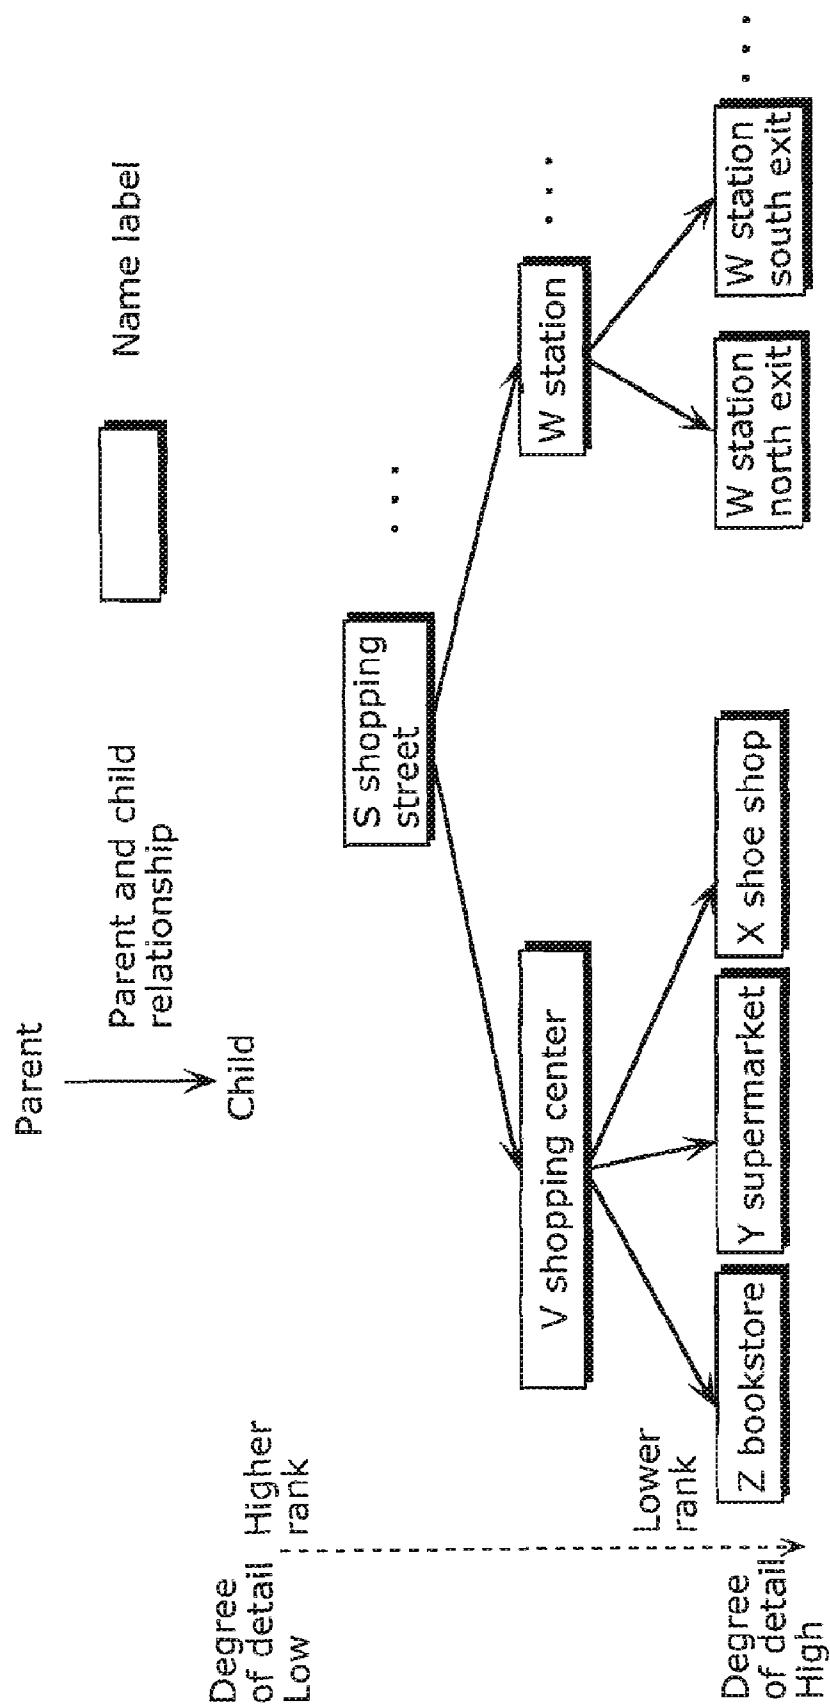 Parent
Parent and child
relationship
Child
Name label
Degree
of detail
Low
Higher
rank
S shopping
street
. . .
V shopping center
W station
. . .
Lower
rank
Degree
of detail
High
Z bookstore
Y supermarket
X shoe shop
W station
north exit
W station
south exit
. . .